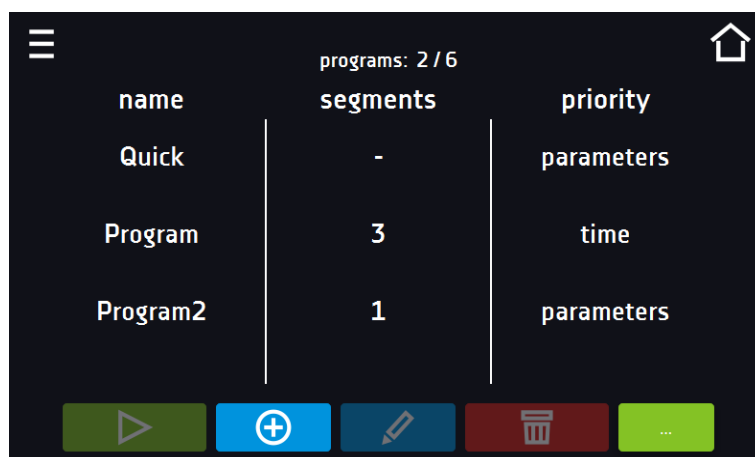 programs: 2 / 6
name segments priority
Quick - parameters
Program 3 time
Program2 1 parameters
...